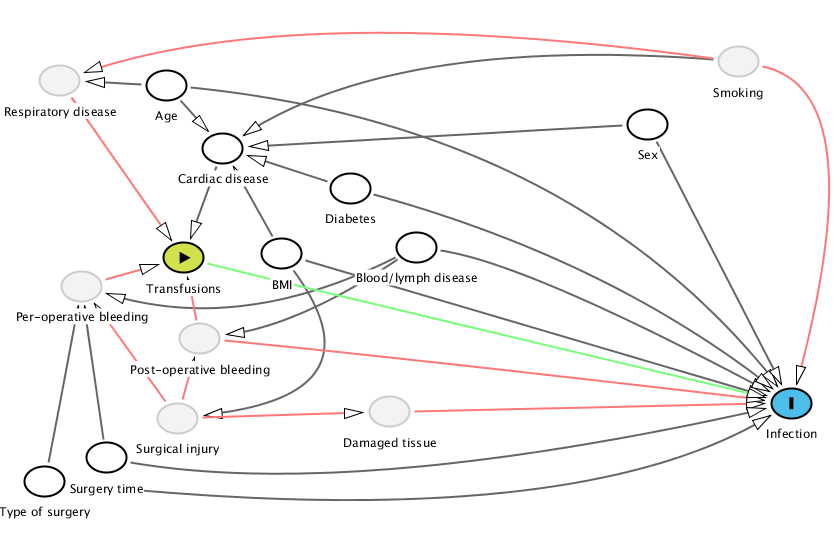 Smoking
Respiratory disease
Age
Sex
Cardiac disease
Diabetes
Transfusions
BMI
Blood/lymph disease
Per-operative bleeding
Post-operative bleeding
Surgical injury
Damaged tissue
Infection
Surgery time
Type of surgery